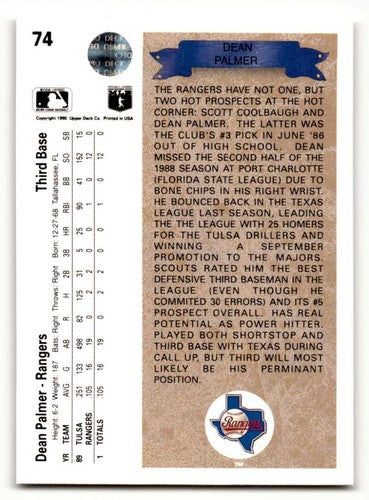 74
UPPER DECK
Copyright 1990 Upper Deck Co. Printed in USA
DEAN
PALMER
THE RANGERS HAVE NOT ONE, BUT
TWO HOT PROSPECTS AT THE HOT
CORNER: SCOTT COOLBAUGH AND
DEAN PALMER. THE LATTER WAS
THE CLUB'S #3 PICK IN JUNE '86
OUT OF HIGH SCHOOL. DEAN
MISSED THE SECOND HALF OF THE
1988 SEASON AT PORT CHARLOTTE
(FLORIDA STATE LEAGUE) DUE TO
BONE CHIPS IN HIS RIGHT WRIST.
HE BOUNCED BACK IN THE TEXAS
LEAGUE LAST SEASON, LEADING
THE THE LEAGUE WITH 25 HOMERS
FOR THE TULSA DRILLERS AND
WINNING A SEPTEMBER
PROMOTION TO THE MAJORS.
SCOUTS RATED HIM THE BEST
DEFENSIVE THIRD BASEMAN IN THE
LEAGUE (EVEN THOUGH HE
COMMITED 30 ERRORS) AND ITS #5
PROSPECT OVERALL. HAS REAL
POTENTIAL AS POWER HITTER.
PLAYED BOTH SHORTSTOP AND
THIRD BASE WITH TEXAS DURING
CALL UP, BUT THIRD WILL MOST
LIKELY BE HIS PERMINANT
POSITION.
Rangers
TM
Dean Palmer - Rangers Third Base
Height: 6-2 Weight: 187 Bats: Right Throws: Right Born: 12-27-68 Tallahassee, FL
YR TEAM AVG G AB R H 2B 3B HR RBI BB SO SB
89 TULSA .251 133 498 82 125 31 5 25 90 41 152 15
RANGERS .105 16 19 0 2 2 0 0 1 0 12 0
1 TOTALS .105 16 19 0 2 2 0 0 1 0 12 0